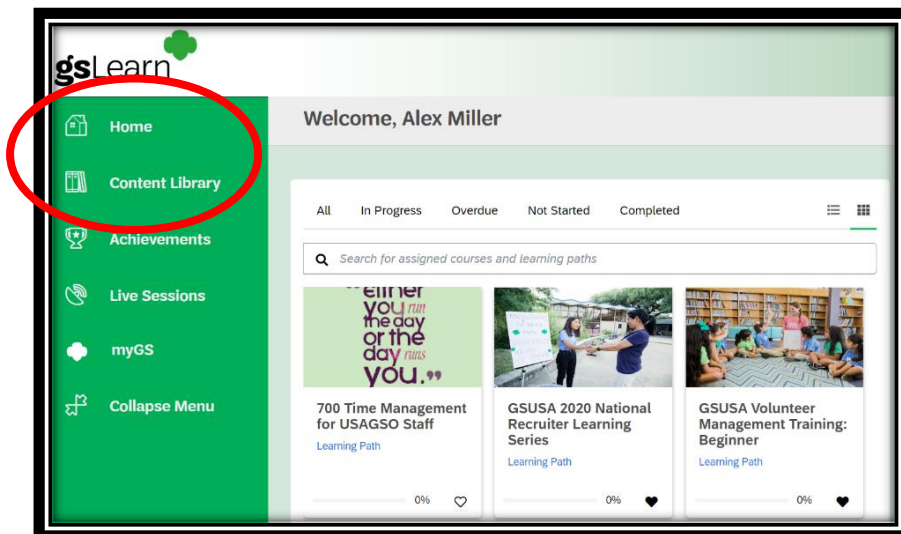 gsLearn
Home
Content Library
Achievements
Live Sessions
myGS
Collapse Menu
Welcome, Alex Miller
All In Progress Overdue Not Started Completed
Search for assigned courses and learning paths
"either
you run
the day
or the
day runs
you."
700 Time Management
for USAGSO Staff
Learning Path
0%
GSUSA 2020 National
Recruiter Learning
Series
Learning Path
0%
GSUSA Volunteer
Management Training:
Beginner
Learning Path
0%